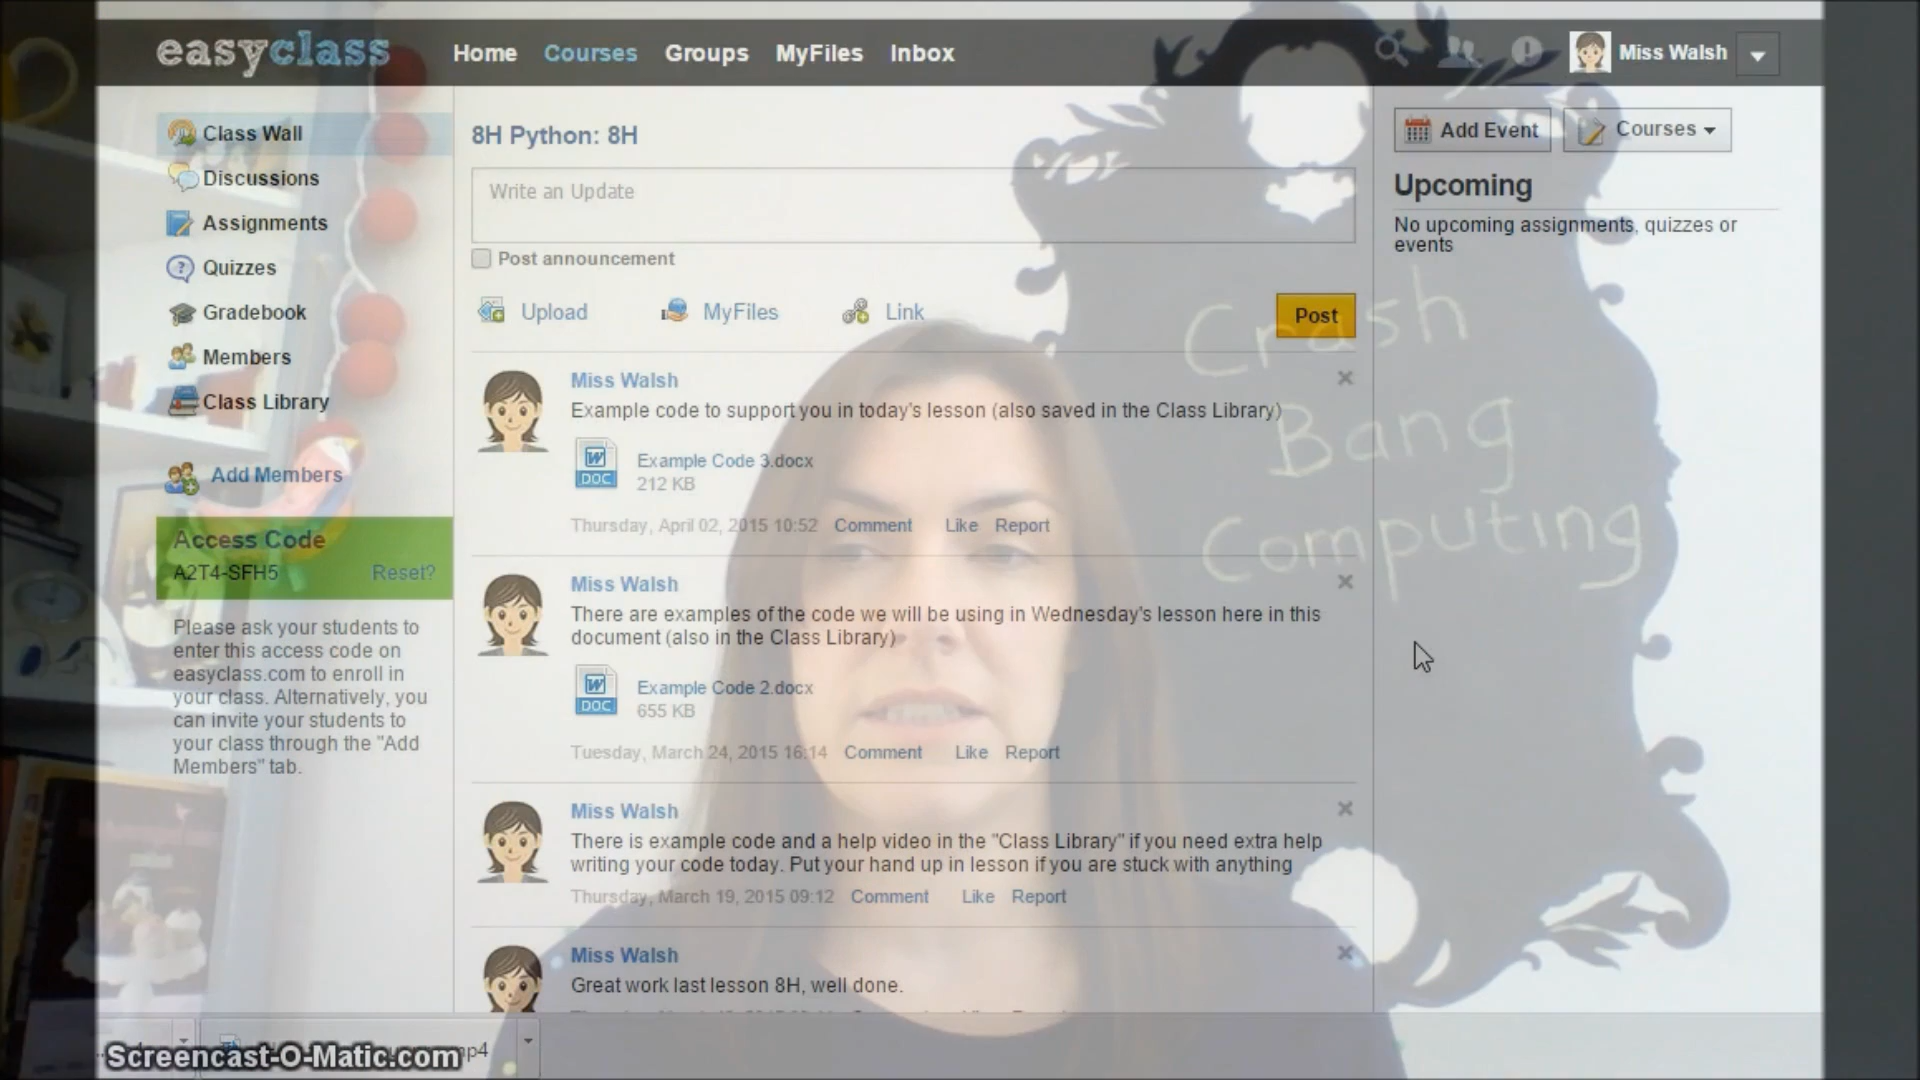 easyclass
Home Courses Groups MyFiles Inbox
Miss Walsh
Class Wall
Discussions
Assignments
Quizzes
Gradebook
Members
Class Library
Add Members
Access Code
A2T4-SFH5 Reset?
Please ask your students to
enter this access code on
easyclass.com to enroll in
your class. Alternatively, you
can invite your students to
your class through the "Add
Members" tab.
8H Python: 8H
Write an Update
Post announcement
Upload MyFiles Link Post
Miss Walsh
Example code to support you in today's lesson (also saved in the Class Library)
DOC
Example Code 3.docx
212 KB
Thursday, April 02, 2015 10:52 Comment Like Report
Miss Walsh
There are examples of the code we will be using in Wednesday's lesson here in this
document (also in the Class Library)
DOC
Example Code 2.docx
655 KB
Tuesday, March 24, 2015 16:14 Comment Like Report
Miss Walsh
There is example code and a help video in the "Class Library" if you need extra help
writing your code today. Put your hand up in lesson if you are stuck with anything
Thursday, March 19, 2015 09:12 Comment Like Report
Miss Walsh
Great work last lesson 8H, well done.
Add Event Courses
Upcoming
No upcoming assignments, quizzes or
events
Crash
Bang
Computing
Screencast-O-Matic.com